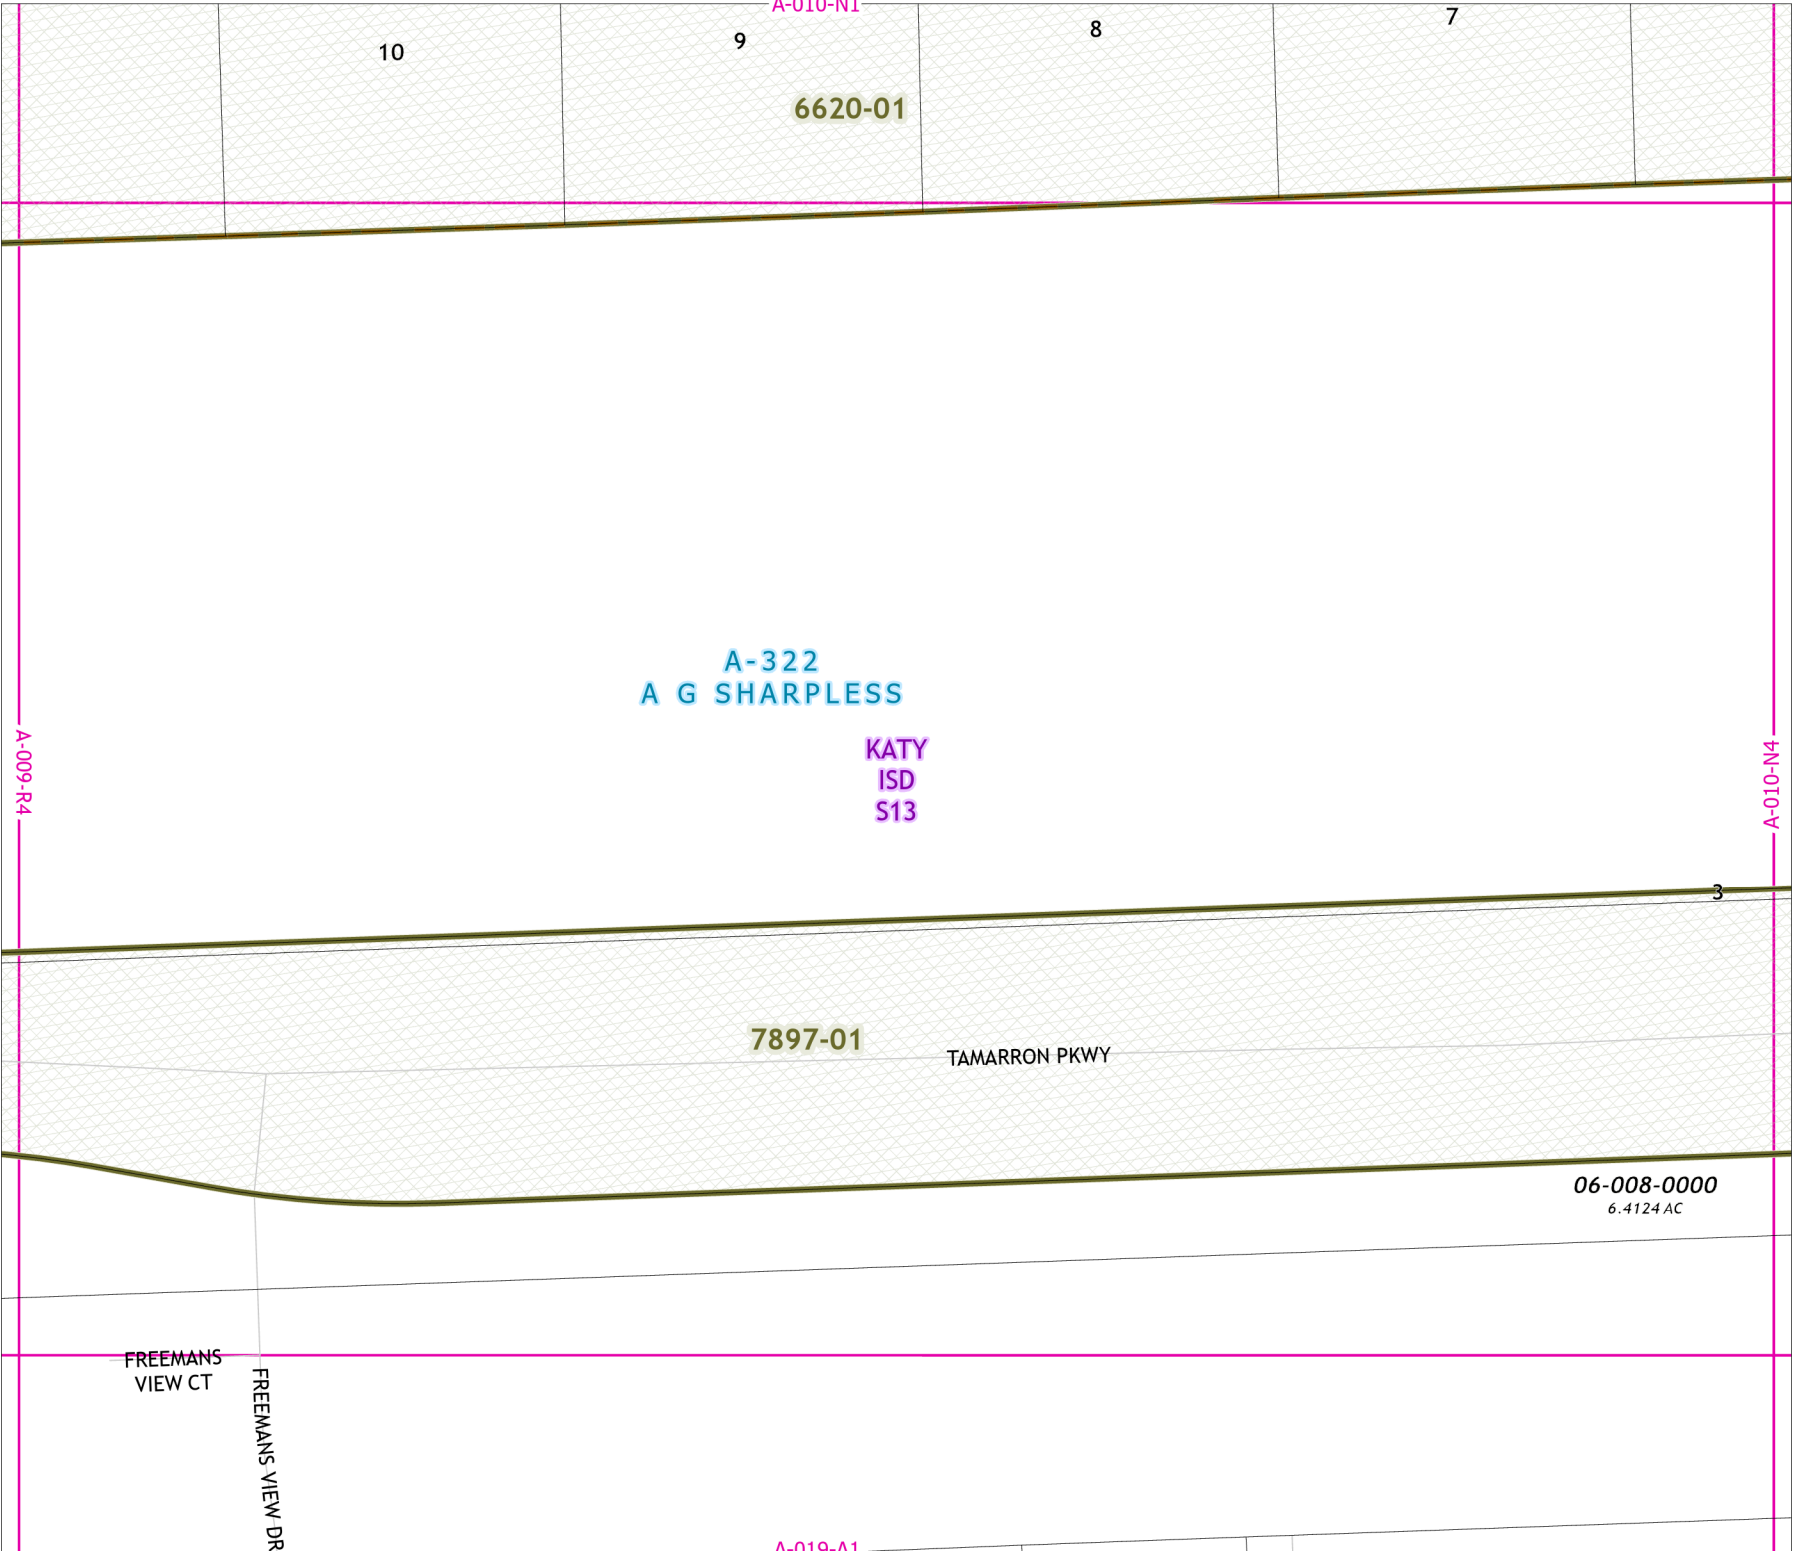 A-010-N1
10
9
8
7
6620-01
A-322
A G SHARPLESS
KATY
ISD
S13
A-009-R4
A-010-N4
3
7897-01
TAMARRON PKWY
06-008-0000
6.4124 AC
FREEMANS
VIEW CT
FREEMANS VIEW DR
A-019-A1